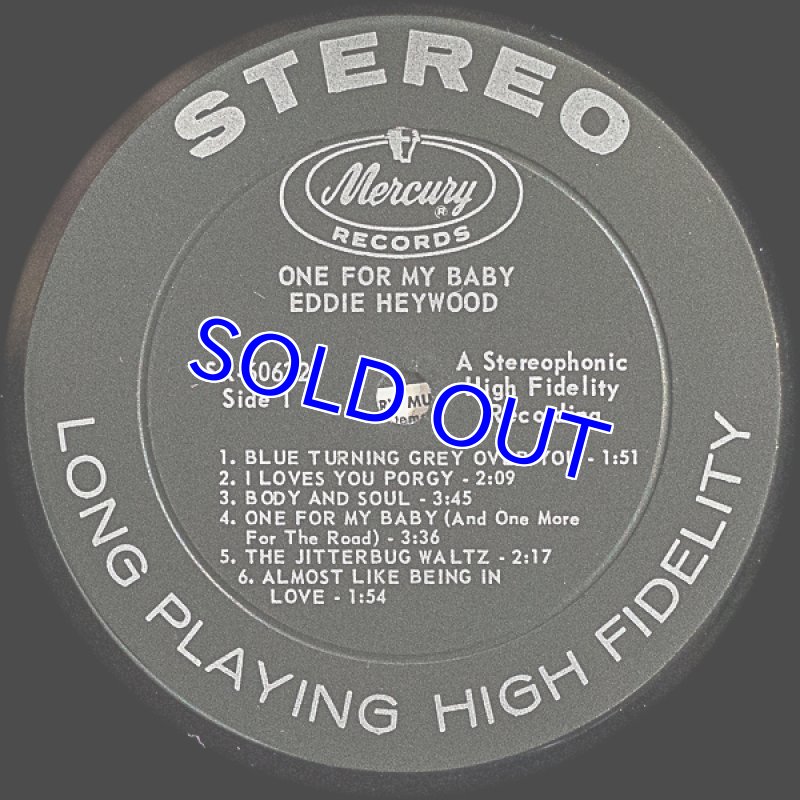 STEREO
Mercury
®
RECORDS
ONE FOR MY BABY
EDDIE HEYWOOD
Side 1
A Stereophonic
High Fidelity
Recording
SOLD OUT
1. BLUE TURNING GREY OVER YOU - 1:51
2. I LOVES YOU PORGY - 2:09
3. BODY AND SOUL - 3:45
4. ONE FOR MY BABY (And One More
For The Road) - 3:36
5. THE JITTERBUG WALTZ - 2:17
6. ALMOST LIKE BEING IN
LOVE - 1:54
LONG PLAYING HIGH FIDELITY